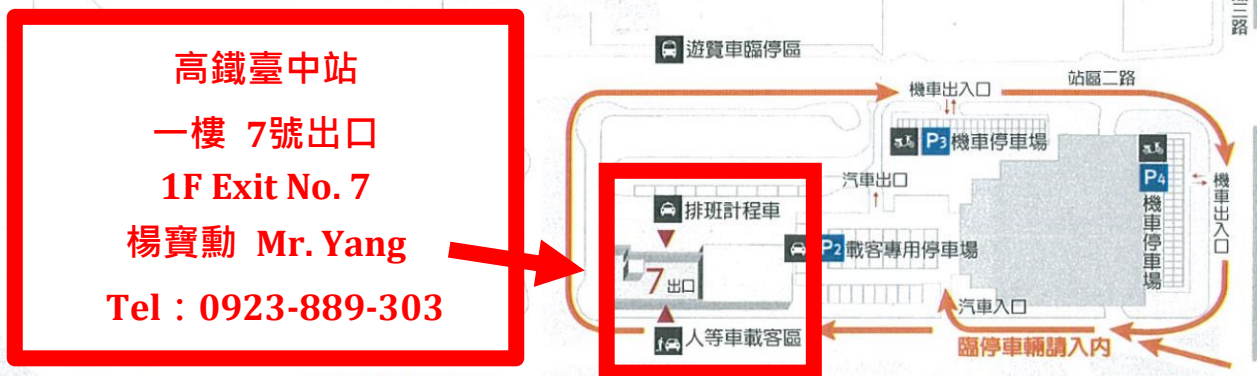 高鐵臺中站
一樓 7號出口
1F Exit No. 7
楊寶勳 Mr. Yang
Tel：0923-889-303
三路
遊覽車臨停區
站區二路
機車出入口
P3 機車停車場
P4 機車停車場
機車出入口
汽車出口
排班計程車
P2 載客專用停車場
7 出口
汽車入口
人等車載客區
臨停車輛請入內